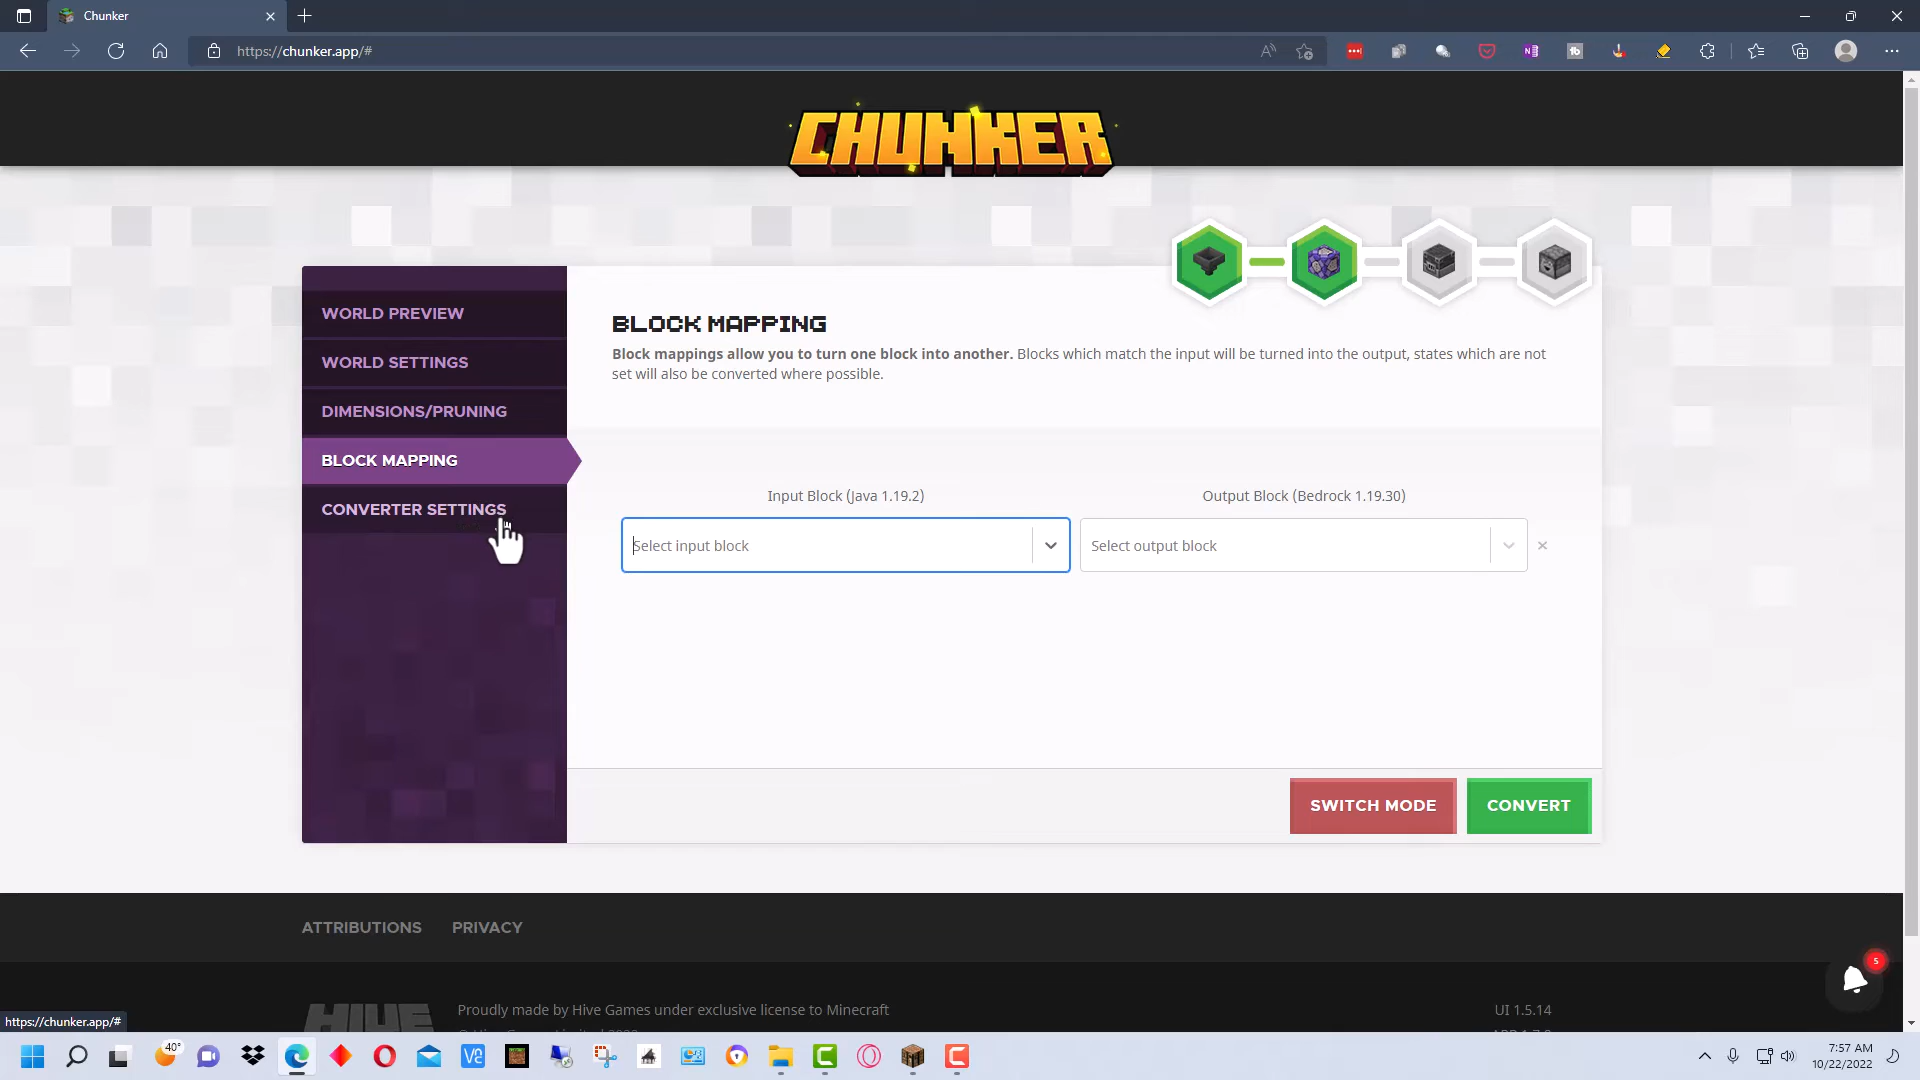 Chunker
https://chunker.app/#
CHUNKER
WORLD PREVIEW
WORLD SETTINGS
DIMENSIONS/PRUNING
BLOCK MAPPING
CONVERTER SETTINGS
BLOCK MAPPING
Block mappings allow you to turn one block into another. Blocks which match the input will be turned into the output, states which are not
set will also be converted where possible.
Input Block (Java 1.19.2)
Output Block (Bedrock 1.19.30)
Select input block
Select output block
SWITCH MODE
CONVERT
ATTRIBUTIONS
PRIVACY
5
HIVE
Proudly made by Hive Games under exclusive license to Minecraft
UI 1.5.14
https://chunker.app/#
40°
7:57 AM
10/22/2022